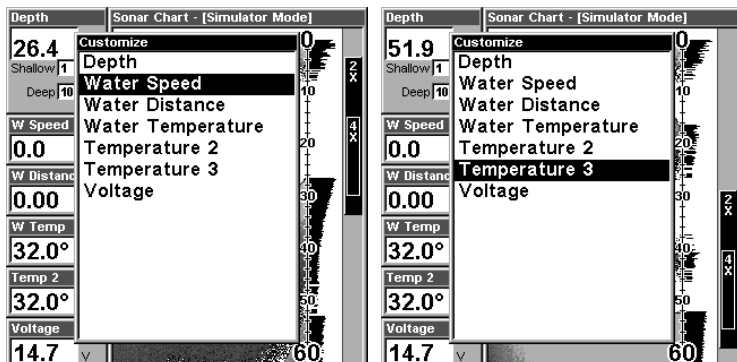 Depth
Sonar Chart - [Simulator Mode]
26.4
Shallow 1
Deep 10
W Speed
0.0
W Distanc
0.00
W Temp
32.0°
Temp 2
32.0°
Voltage
14.7 V
Customize
Depth
Water Speed
Water Distance
Water Temperature
Temperature 2
Temperature 3
Voltage
0
10
20
30
40
50
60
2X
4X
Depth
Sonar Chart - [Simulator Mode]
51.9
Shallow 1
Deep 10
W Speed
0.0
W Distanc
0.00
W Temp
32.0°
Temp 2
32.0°
Voltage
14.7 V
Customize
Depth
Water Speed
Water Distance
Water Temperature
Temperature 2
Temperature 3
Voltage
0
10
20
30
40
50
60
2X
4X